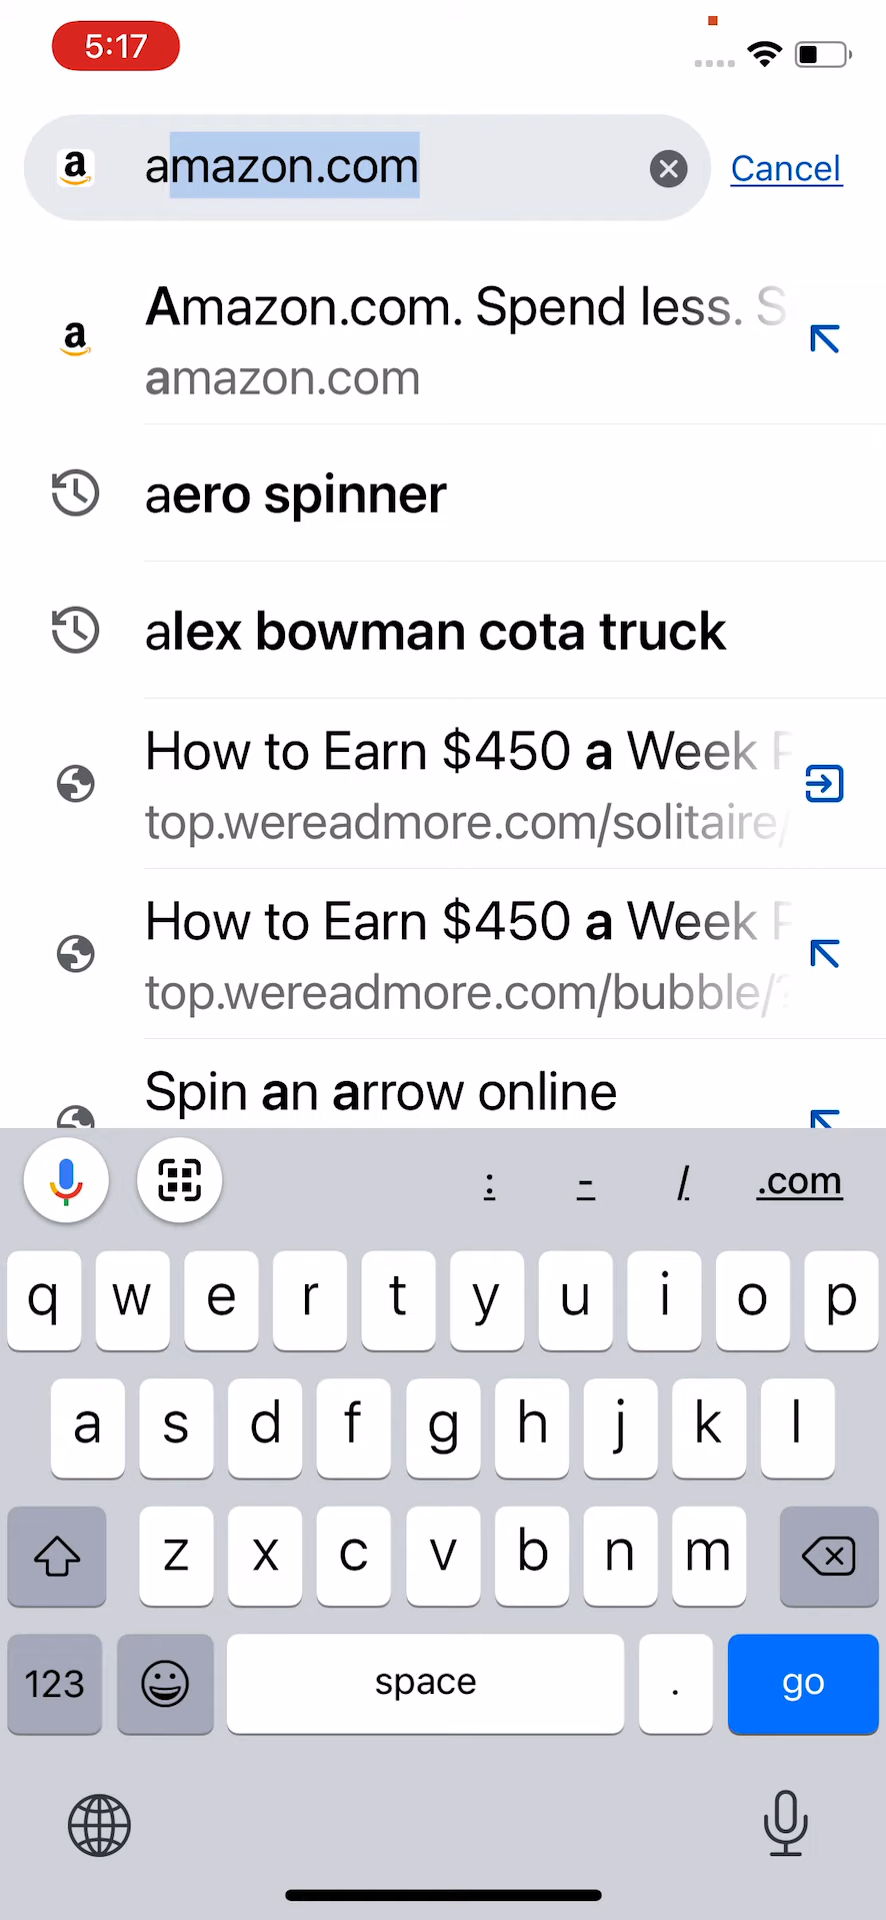 5:17
amazon.com
Cancel
Amazon.com. Spend less. S
amazon.com
aero spinner
alex bowman cota truck
How to Earn $450 a Week P
top.wereadmore.com/solitaire/
How to Earn $450 a Week P
top.wereadmore.com/bubble/?
Spin an arrow online
: - / .com
q w e r t y u i o p
a s d f g h j k l
z x c v b n m
123 space . go